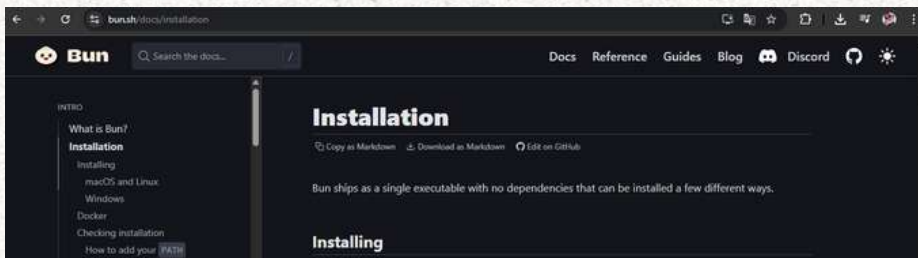 bun.sh/docs/installation
Bun
Search the docs...
/
Docs
Reference
Guides
Blog
Discord
INTRO
What is Bun?
Installation
Installing
macOS and Linux
Windows
Docker
Checking installation
How to add your PATH
Installation
Copy as Markdown
Download as Markdown
Edit on GitHub
Bun ships as a single executable with no dependencies that can be installed a few different ways.
Installing